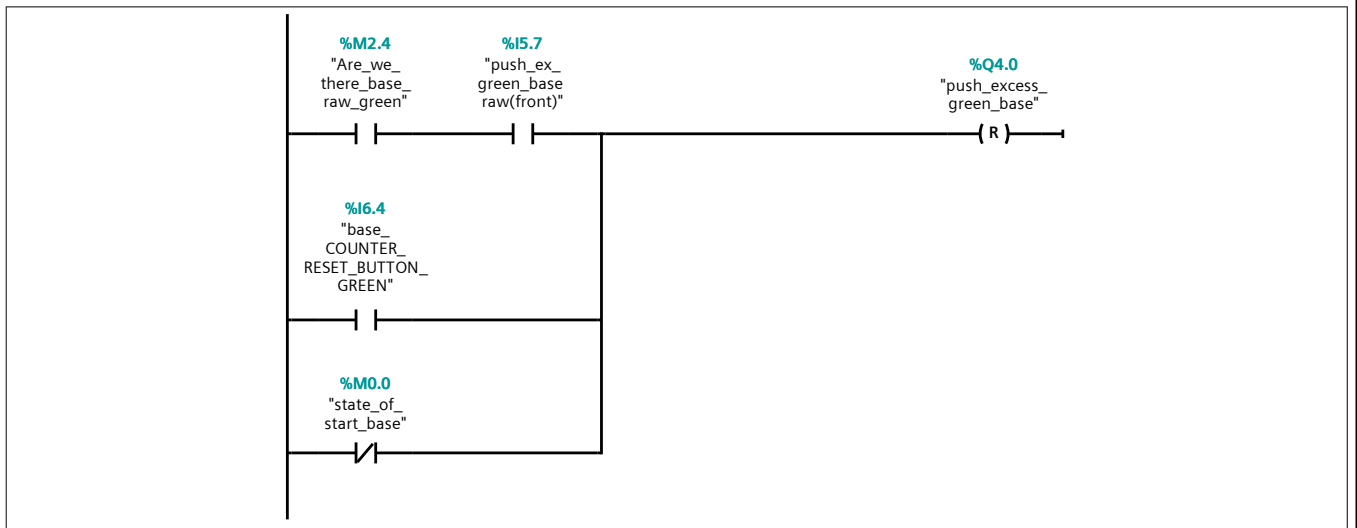 %M2.4
"Are_we_
there_base_
raw_green"
%I5.7
"push_ex_
green_base
raw(front)"
%Q4.0
"push_excess_
green_base"
R
%I6.4
"base_
COUNTER_
RESET_BUTTON_
GREEN"
%M0.0
"state_of_
start_base"